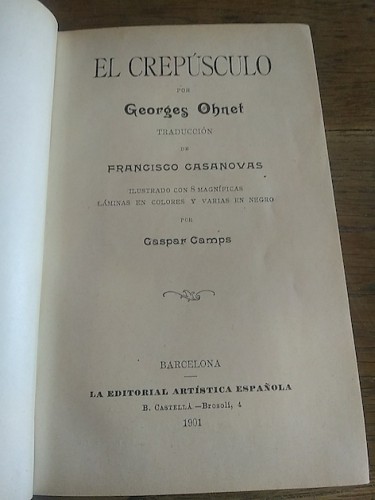 EL CREPÚSCULO
POR
Georges Ohnet
TRADUCCIÓN
DE
FRANCISCO CASANOVAS
ILUSTRADO CON 8 MAGNÍFICAS
LÁMINAS EN COLORES Y VARIAS EN NEGRO
POR
Gaspar Camps
BARCELONA
LA EDITORIAL ARTÍSTICA ESPAÑOLA
B. CASTELLÁ.—Brosolí, 4
1901